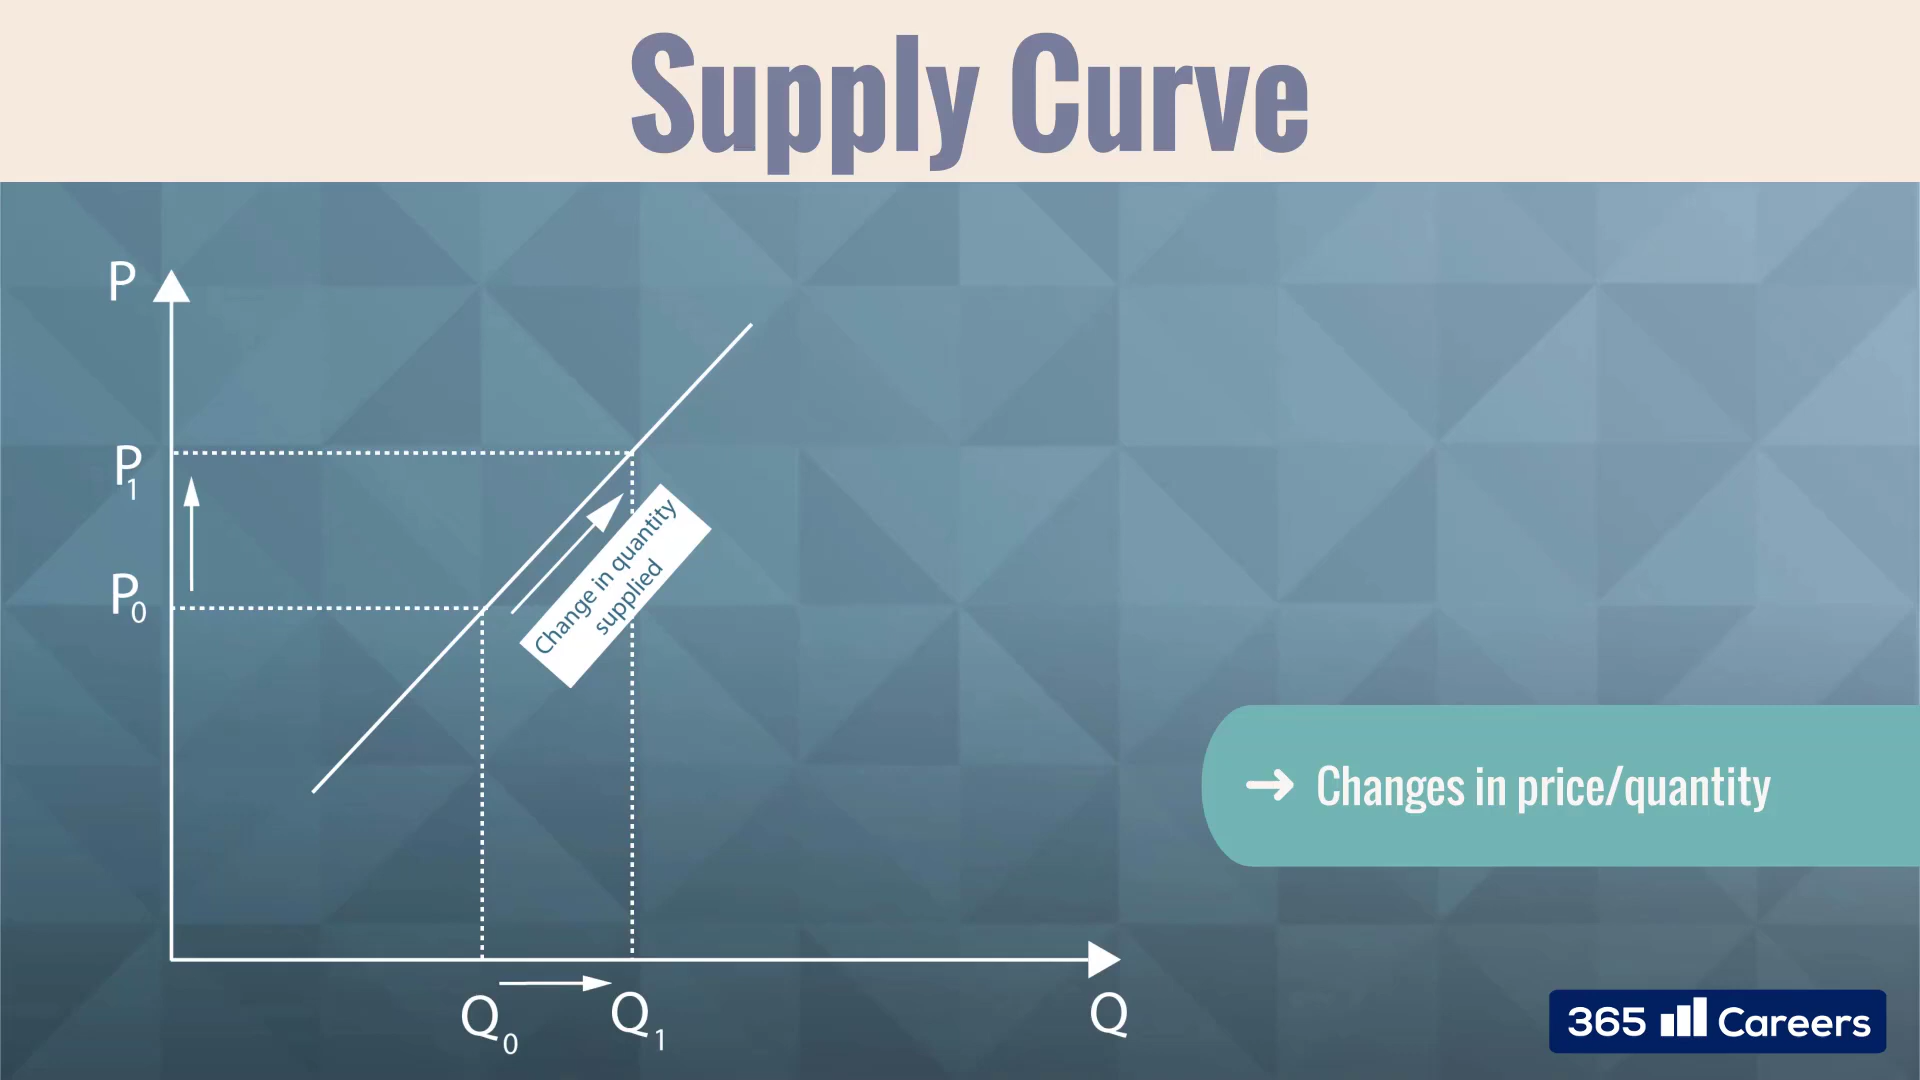 Supply Curve
P
P1
P0
Change in quantity
supplied
Changes in price/quantity
Q0
Q1
Q
365 Careers